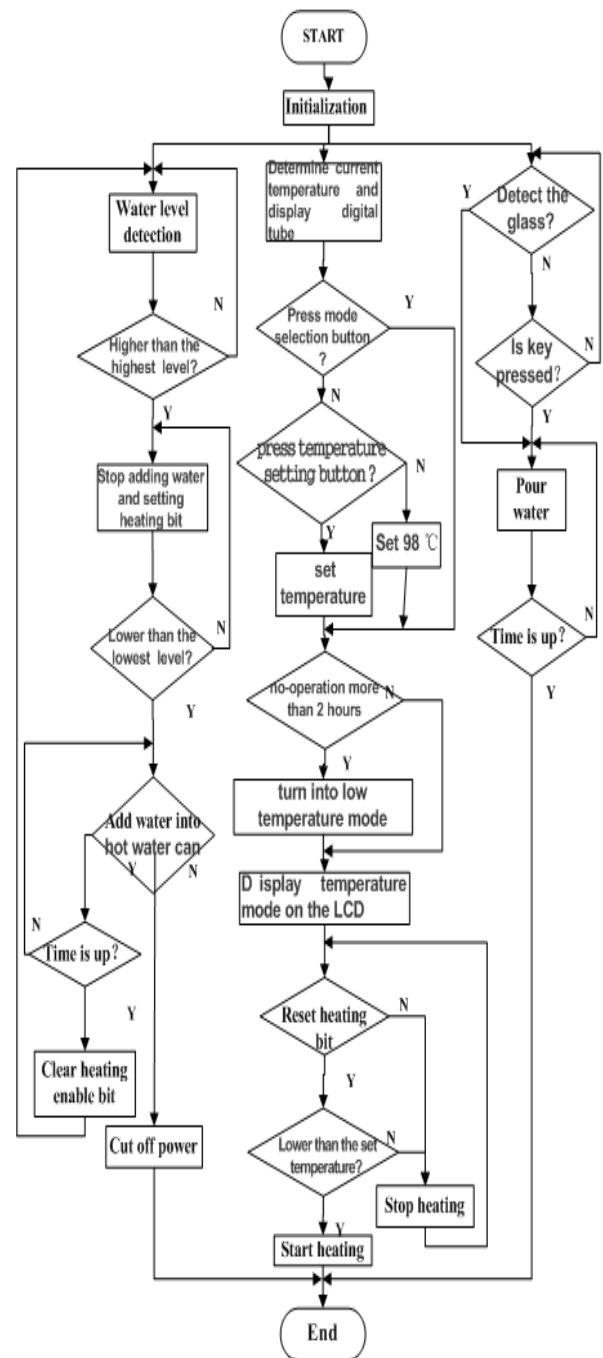 START
Initialization
Water level
detection
N
Higher than the
highest level?
Y
Stop adding water
and setting
heating bit
Lower than the
lowest level?
N
Y
Add water into
hot water can
Y
N
N
Time is up?
Y
Clear heating
enable bit
Cut off power
Determine current
temperature and
display digital
tube
Press mode
selection button
?
Y
N
press temperature
setting button?
N
Y
Set 98 ℃
set
temperature
no-operation more
than 2 hours
N
Y
turn into low
temperature mode
D isplay temperature
mode on the LCD
Reset heating
bit
N
Y
Lower than the set
temperature?
N
Stop heating
Y
Start heating
Y
Detect the
glass?
N
Is key
pressed?
N
Y
Pour
water
Time is up?
N
Y
End